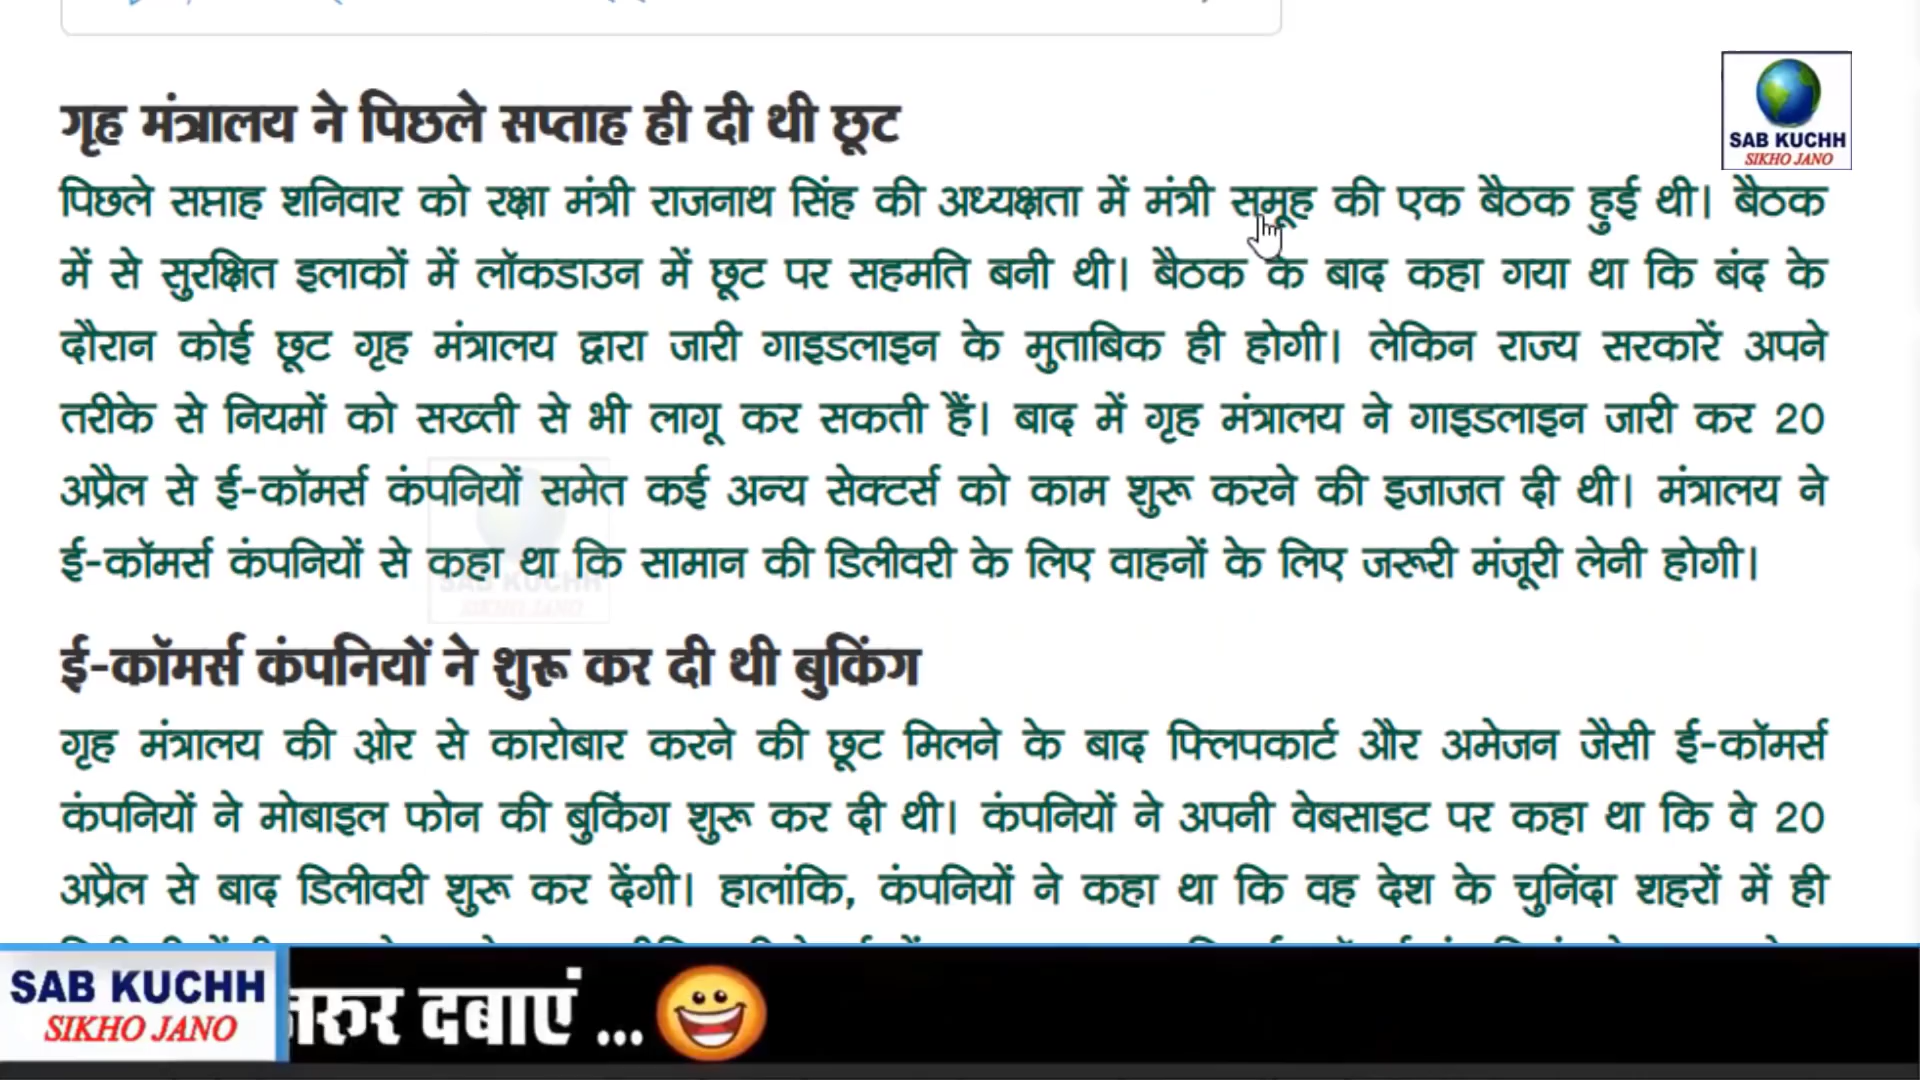 गृह मंत्रालय ने पिछले सप्ताह ही दी थी छूट
SAB KUCHH
SIKHO JANO
पिछले सप्ताह शनिवार को रक्षा मंत्री राजनाथ सिंह की अध्यक्षता में मंत्री समूह की एक बैठक हुई थी। बैठक
में से सुरक्षित इलाकों में लॉकडाउन में छूट पर सहमति बनी थी। बैठक के बाद कहा गया था कि बंद के
दौरान कोई छूट गृह मंत्रालय द्वारा जारी गाइडलाइन के मुताबिक ही होगी। लेकिन राज्य सरकारें अपने
तरीके से नियमों को सख्ती से भी लागू कर सकती हैं। बाद में गृह मंत्रालय ने गाइडलाइन जारी कर 20
अप्रैल से ई-कॉमर्स कंपनियों समेत कई अन्य सेक्टर्स को काम शुरू करने की इजाजत दी थी। मंत्रालय ने
ई-कॉमर्स कंपनियों से कहा था कि सामान की डिलीवरी के लिए वाहनों के लिए जरूरी मंजूरी लेनी होगी।
SAB KUCHH
SIKHO JANO
ई-कॉमर्स कंपनियों ने शुरू कर दी थी बुकिंग
गृह मंत्रालय की ओर से कारोबार करने की छूट मिलने के बाद फ्लिपकार्ट और अमेजन जैसी ई-कॉमर्स
कंपनियों ने मोबाइल फोन की बुकिंग शुरू कर दी थी। कंपनियों ने अपनी वेबसाइट पर कहा था कि वे 20
अप्रैल से बाद डिलीवरी शुरू कर देंगी। हालांकि, कंपनियों ने कहा था कि वह देश के चुनिंदा शहरों में ही
SAB KUCHH
SIKHO JANO
दबाएं ...